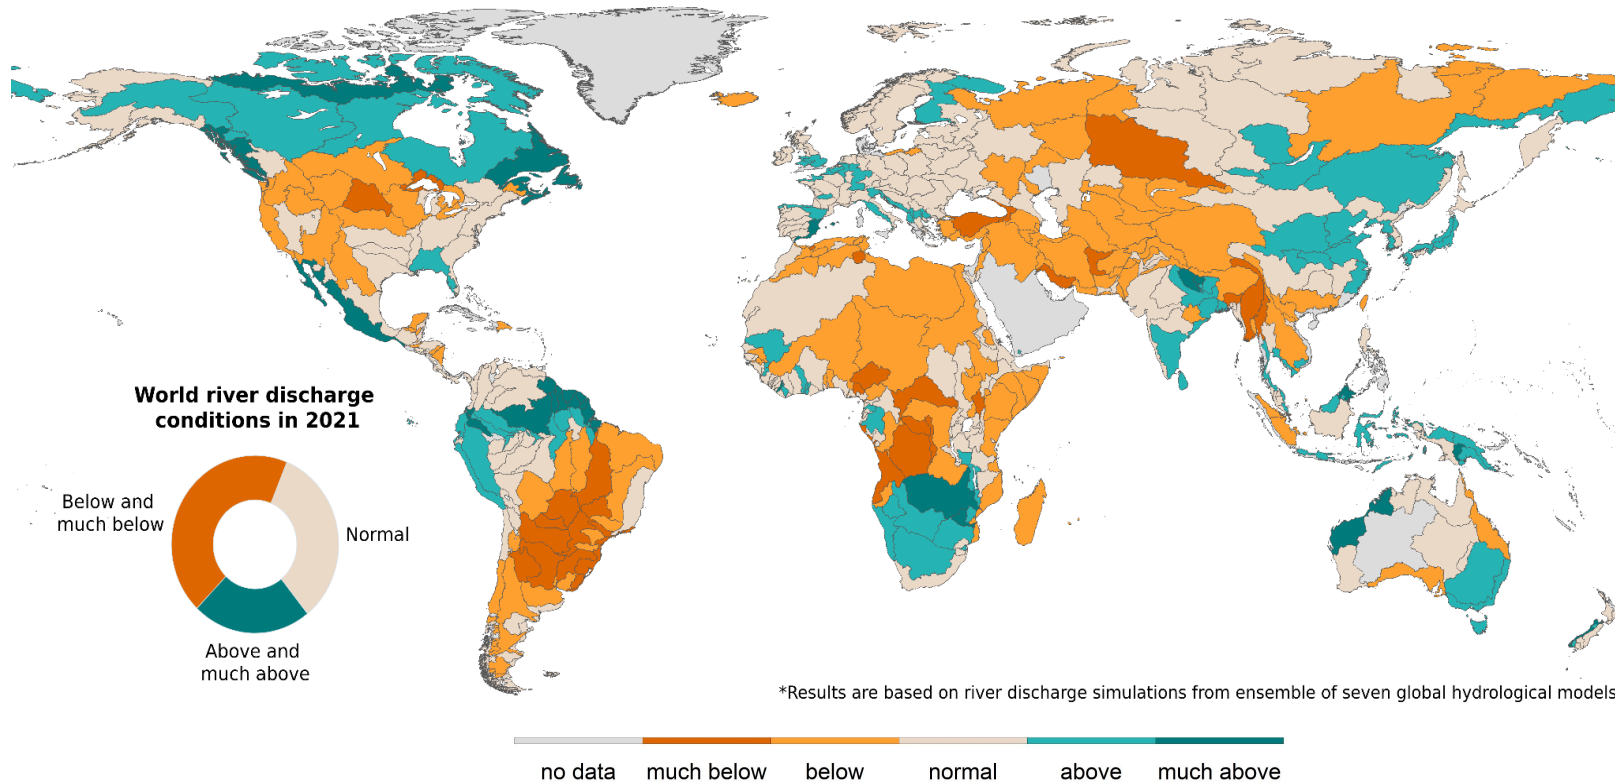 World river discharge
conditions in 2021
Below and
much below
Normal
Above and
much above
*Results are based on river discharge simulations from ensemble of seven global hydrological models
no data
much below
below
normal
above
much above